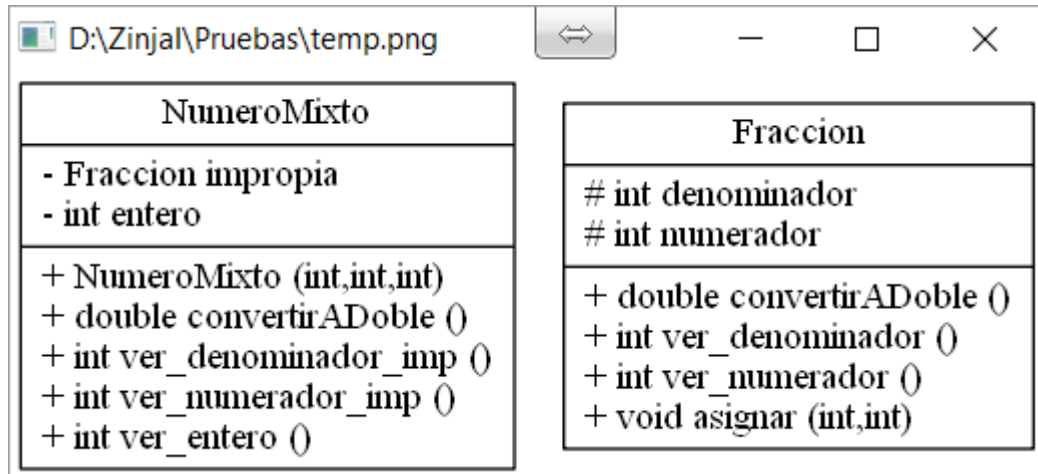 D:\Zinjal\Pruebas\temp.png
NumeroMixto
- Fraccion impropia
- int entero
+ NumeroMixto (int,int,int)
+ double convertirADoble ()
+ int ver_denominador_imp ()
+ int ver_numerador_imp ()
+ int ver_entero ()
Fraccion
# int denominador
# int numerador
+ double convertirADoble ()
+ int ver_denominador ()
+ int ver_numerador ()
+ void asignar (int,int)